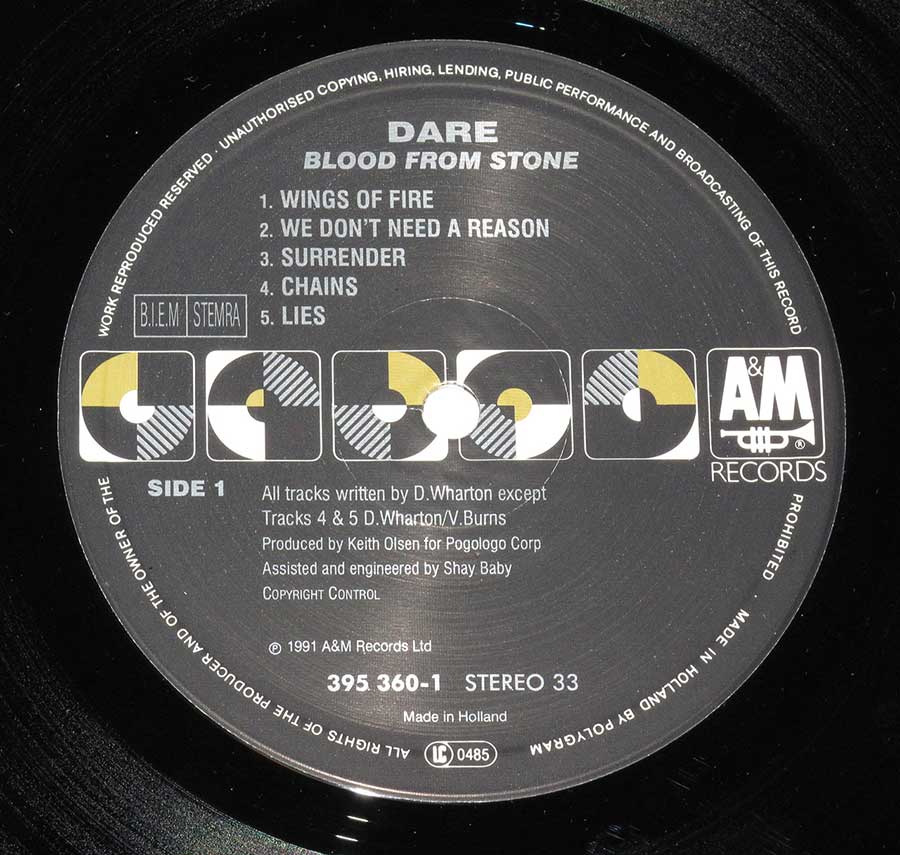 WORK REPRODUCED RESERVED · UNAUTHORISED COPYING, HIRING, LENDING, PUBLIC PERFORMANCE AND BROADCASTING OF THIS RECORD
DARE
BLOOD FROM STONE
1. WINGS OF FIRE
2. WE DON'T NEED A REASON
3. SURRENDER
4. CHAINS
5. LIES
B.I.E.M STEMRA
A&M
®
RECORDS
SIDE 1
All tracks written by D.Wharton except
Tracks 4 & 5 D.Wharton/V.Burns
Produced by Keith Olsen for Pogologo Corp
Assisted and engineered by Shay Baby
COPYRIGHT CONTROL
℗ 1991 A&M Records Ltd
395 360-1 STEREO 33
Made in Holland
LC 0485
PROHIBITED · MADE IN HOLLAND BY POLYGRAM
ALL RIGHTS OF THE PRODUCER AND OF THE OWNER OF THE